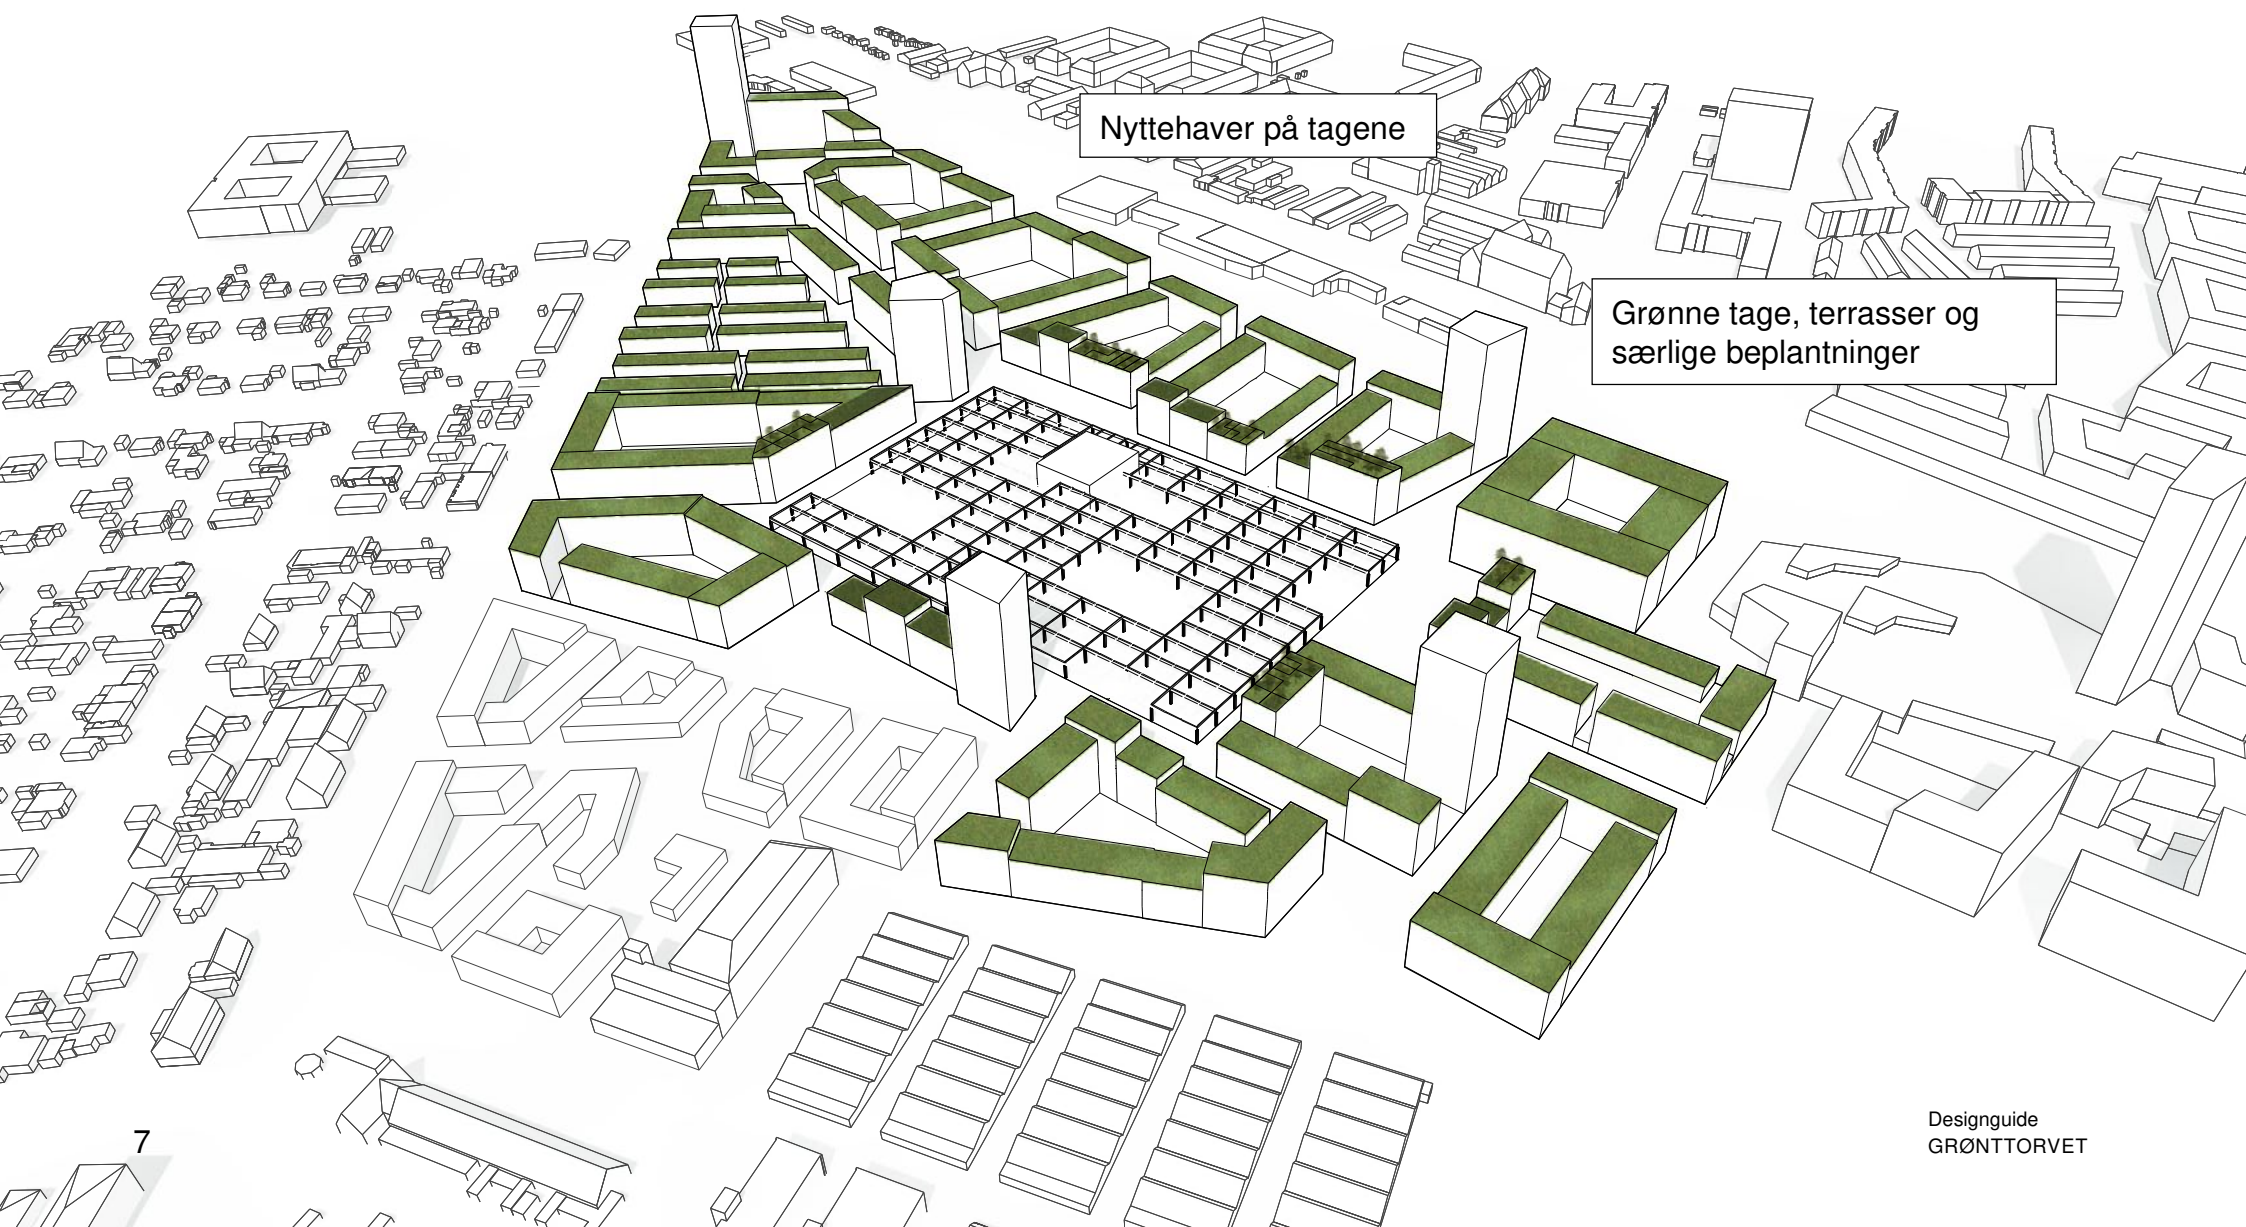 Nyttehaver på tagene
Grønne tage, terrasser og
særlige beplantninger
Designguide
GRØNTTORVET
7